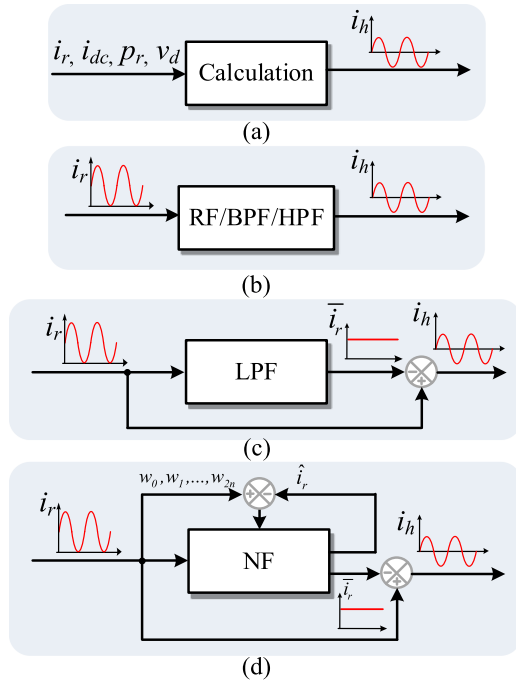 i_r, i_dc, p_r, v_d
Calculation
i_h
(a)
i_r
RF/BPF/HPF
i_h
(b)
i_r
LPF
i̅_r
i_h
(c)
w_0, w_1, ..., w_2n
î_r
i_r
NF
i̅_r
i_h
(d)